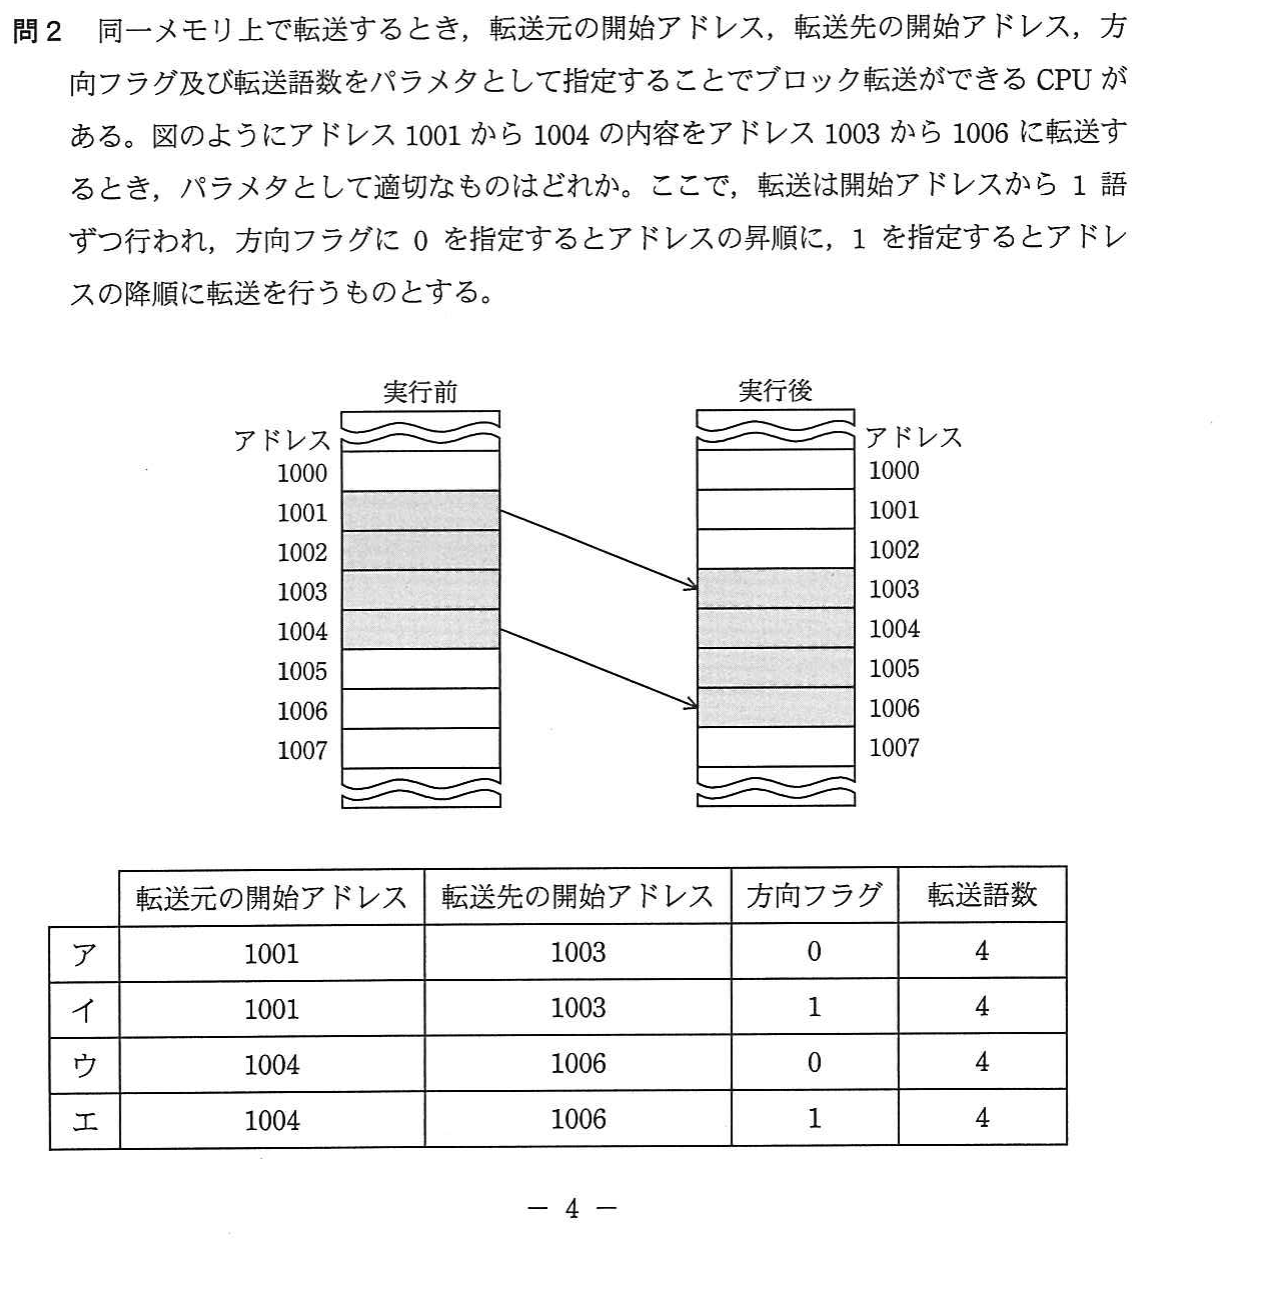 問2 同一メモリ上で転送するとき，転送元の開始アドレス，転送先の開始アドレス，方
向フラグ及び転送語数をパラメタとして指定することでブロック転送ができる CPU が
ある。図のようにアドレス 1001 から 1004 の内容をアドレス 1003 から 1006 に転送す
るとき，パラメタとして適切なものはどれか。ここで，転送は開始アドレスから 1 語
ずつ行われ，方向フラグに 0 を指定するとアドレスの昇順に，1 を指定するとアドレ
スの降順に転送を行うものとする。
実行前 実行後
アドレス アドレス
1000 1000
1001 1001
1002 1002
1003 1003
1004 1004
1005 1005
1006 1006
1007 1007
転送元の開始アドレス 転送先の開始アドレス 方向フラグ 転送語数
ア 1001 1003 0 4
イ 1001 1003 1 4
ウ 1004 1006 0 4
エ 1004 1006 1 4
― 4 ―